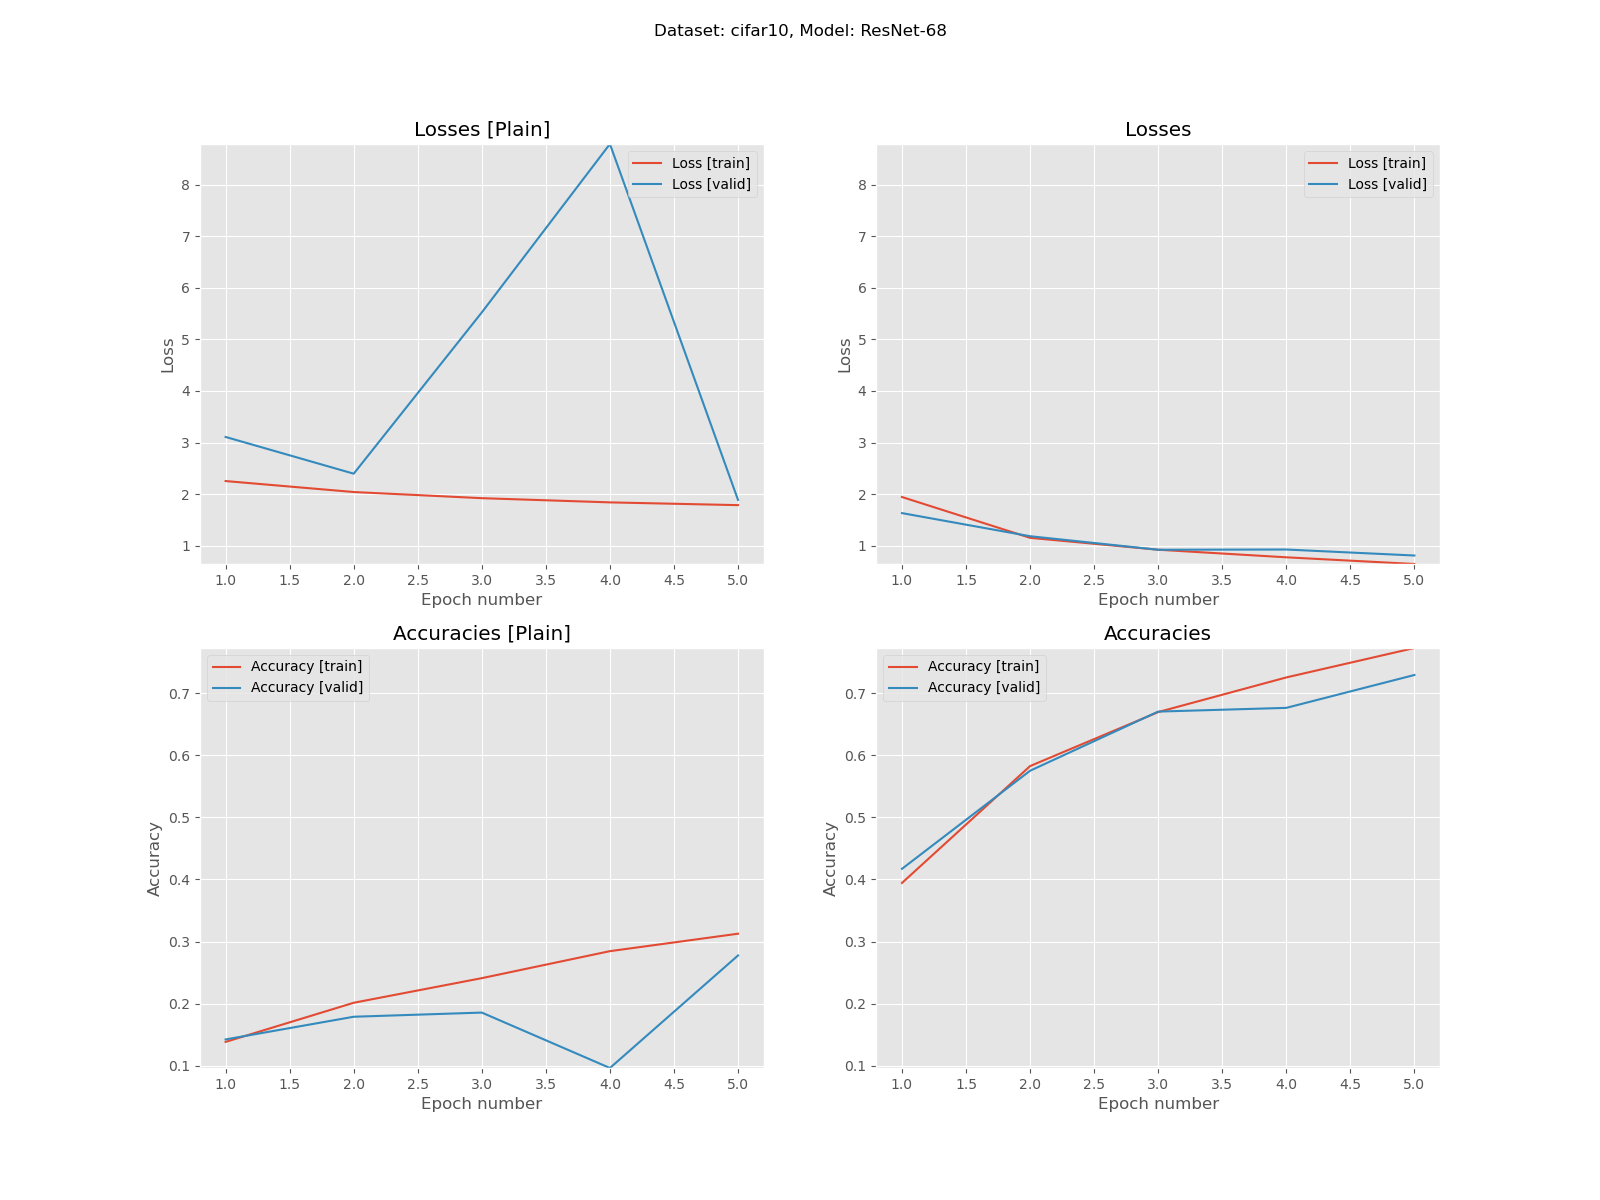 Dataset: cifar10, Model: ResNet-68
Losses [Plain]
Loss [train]
Loss [valid]
8
7
6
5
4
3
2
1
Loss
1.0 1.5 2.0 2.5 3.0 3.5 4.0 4.5 5.0
Epoch number
Losses
Loss [train]
Loss [valid]
8
7
6
5
4
3
2
1
Loss
1.0 1.5 2.0 2.5 3.0 3.5 4.0 4.5 5.0
Epoch number
Accuracies [Plain]
Accuracy [train]
Accuracy [valid]
0.7
0.6
0.5
0.4
0.3
0.2
0.1
Accuracy
1.0 1.5 2.0 2.5 3.0 3.5 4.0 4.5 5.0
Epoch number
Accuracies
Accuracy [train]
Accuracy [valid]
0.7
0.6
0.5
0.4
0.3
0.2
0.1
Accuracy
1.0 1.5 2.0 2.5 3.0 3.5 4.0 4.5 5.0
Epoch number